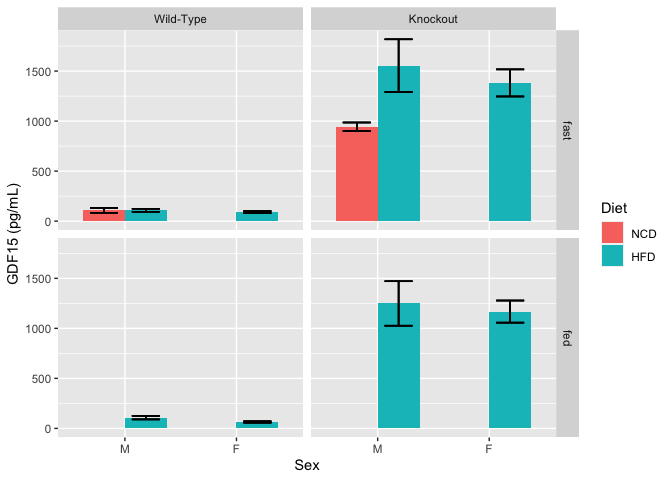 Wild-Type
Knockout
1500
1000
500
0
fast
GDF15 (pg/mL)
1500
1000
500
0
fed
M
F
M
F
Sex
Diet
NCD
HFD